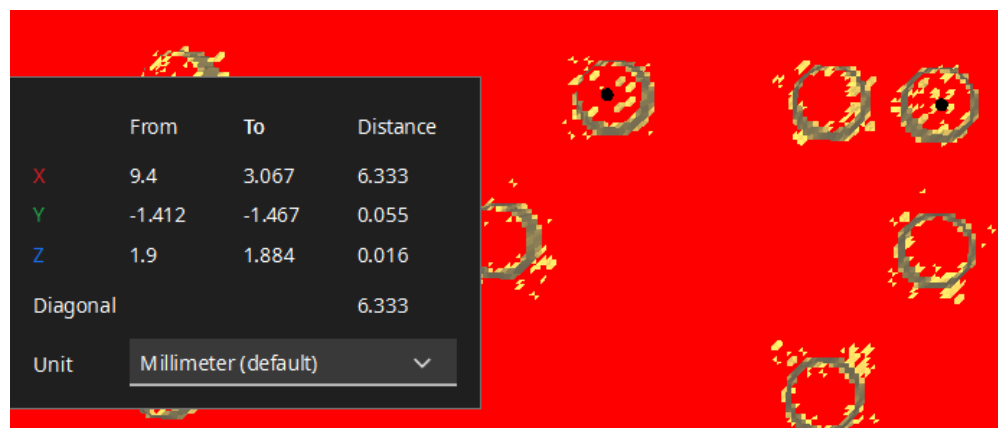 From To Distance
X 9.4 3.067 6.333
Y -1.412 -1.467 0.055
Z 1.9 1.884 0.016
Diagonal 6.333
Unit Millimeter (default)